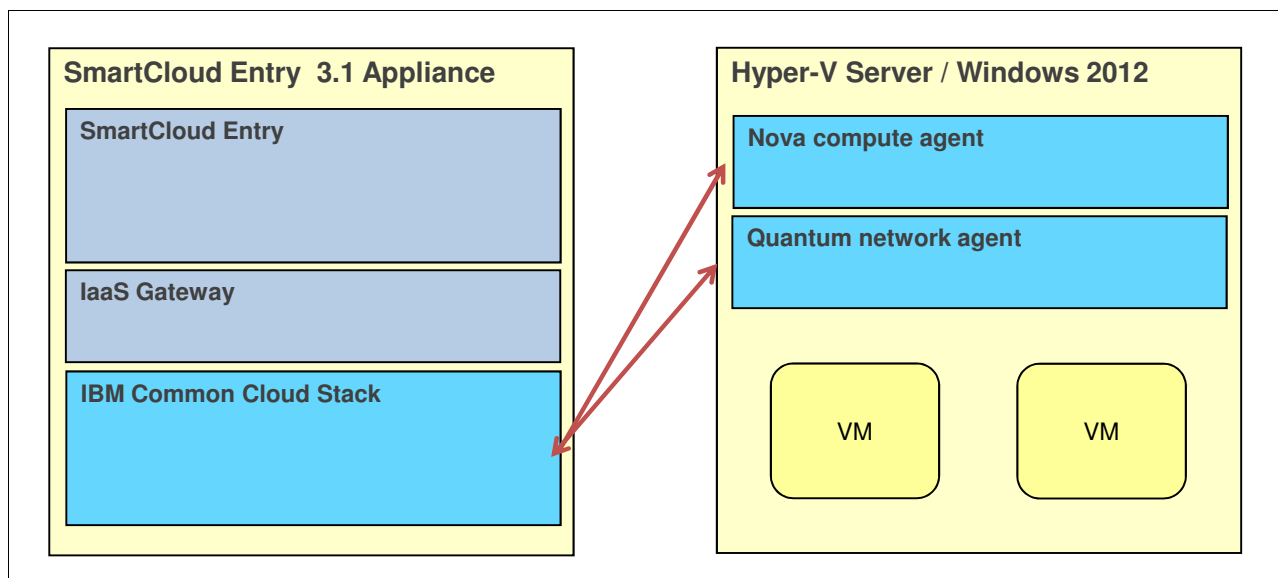 SmartCloud Entry 3.1 Appliance
SmartCloud Entry
IaaS Gateway
IBM Common Cloud Stack
Hyper-V Server / Windows 2012
Nova compute agent
Quantum network agent
VM
VM